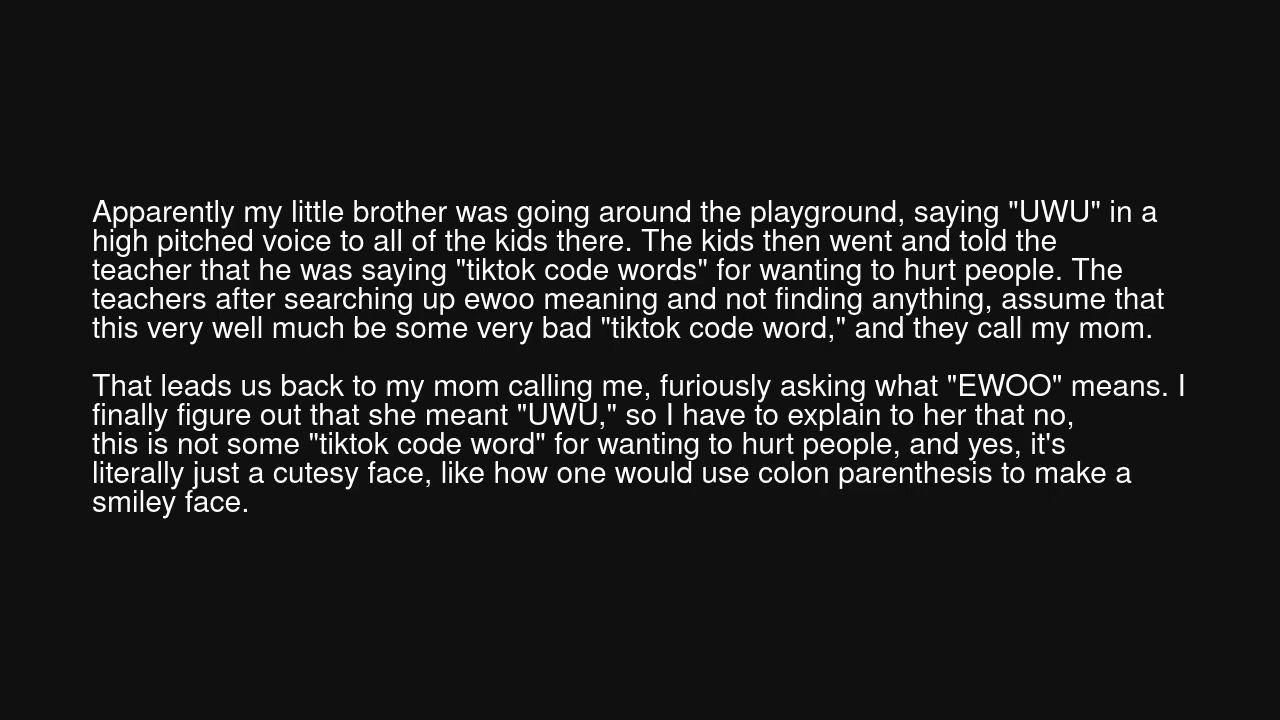 Apparently my little brother was going around the playground, saying "UWU" in a
high pitched voice to all of the kids there. The kids then went and told the
teacher that he was saying "tiktok code words" for wanting to hurt people. The
teachers after searching up ewoo meaning and not finding anything, assume that
this very well much be some very bad "tiktok code word," and they call my mom.
That leads us back to my mom calling me, furiously asking what "EWOO" means. I
finally figure out that she meant "UWU," so I have to explain to her that no,
this is not some "tiktok code word" for wanting to hurt people, and yes, it's
literally just a cutesy face, like how one would use colon parenthesis to make a
smiley face.